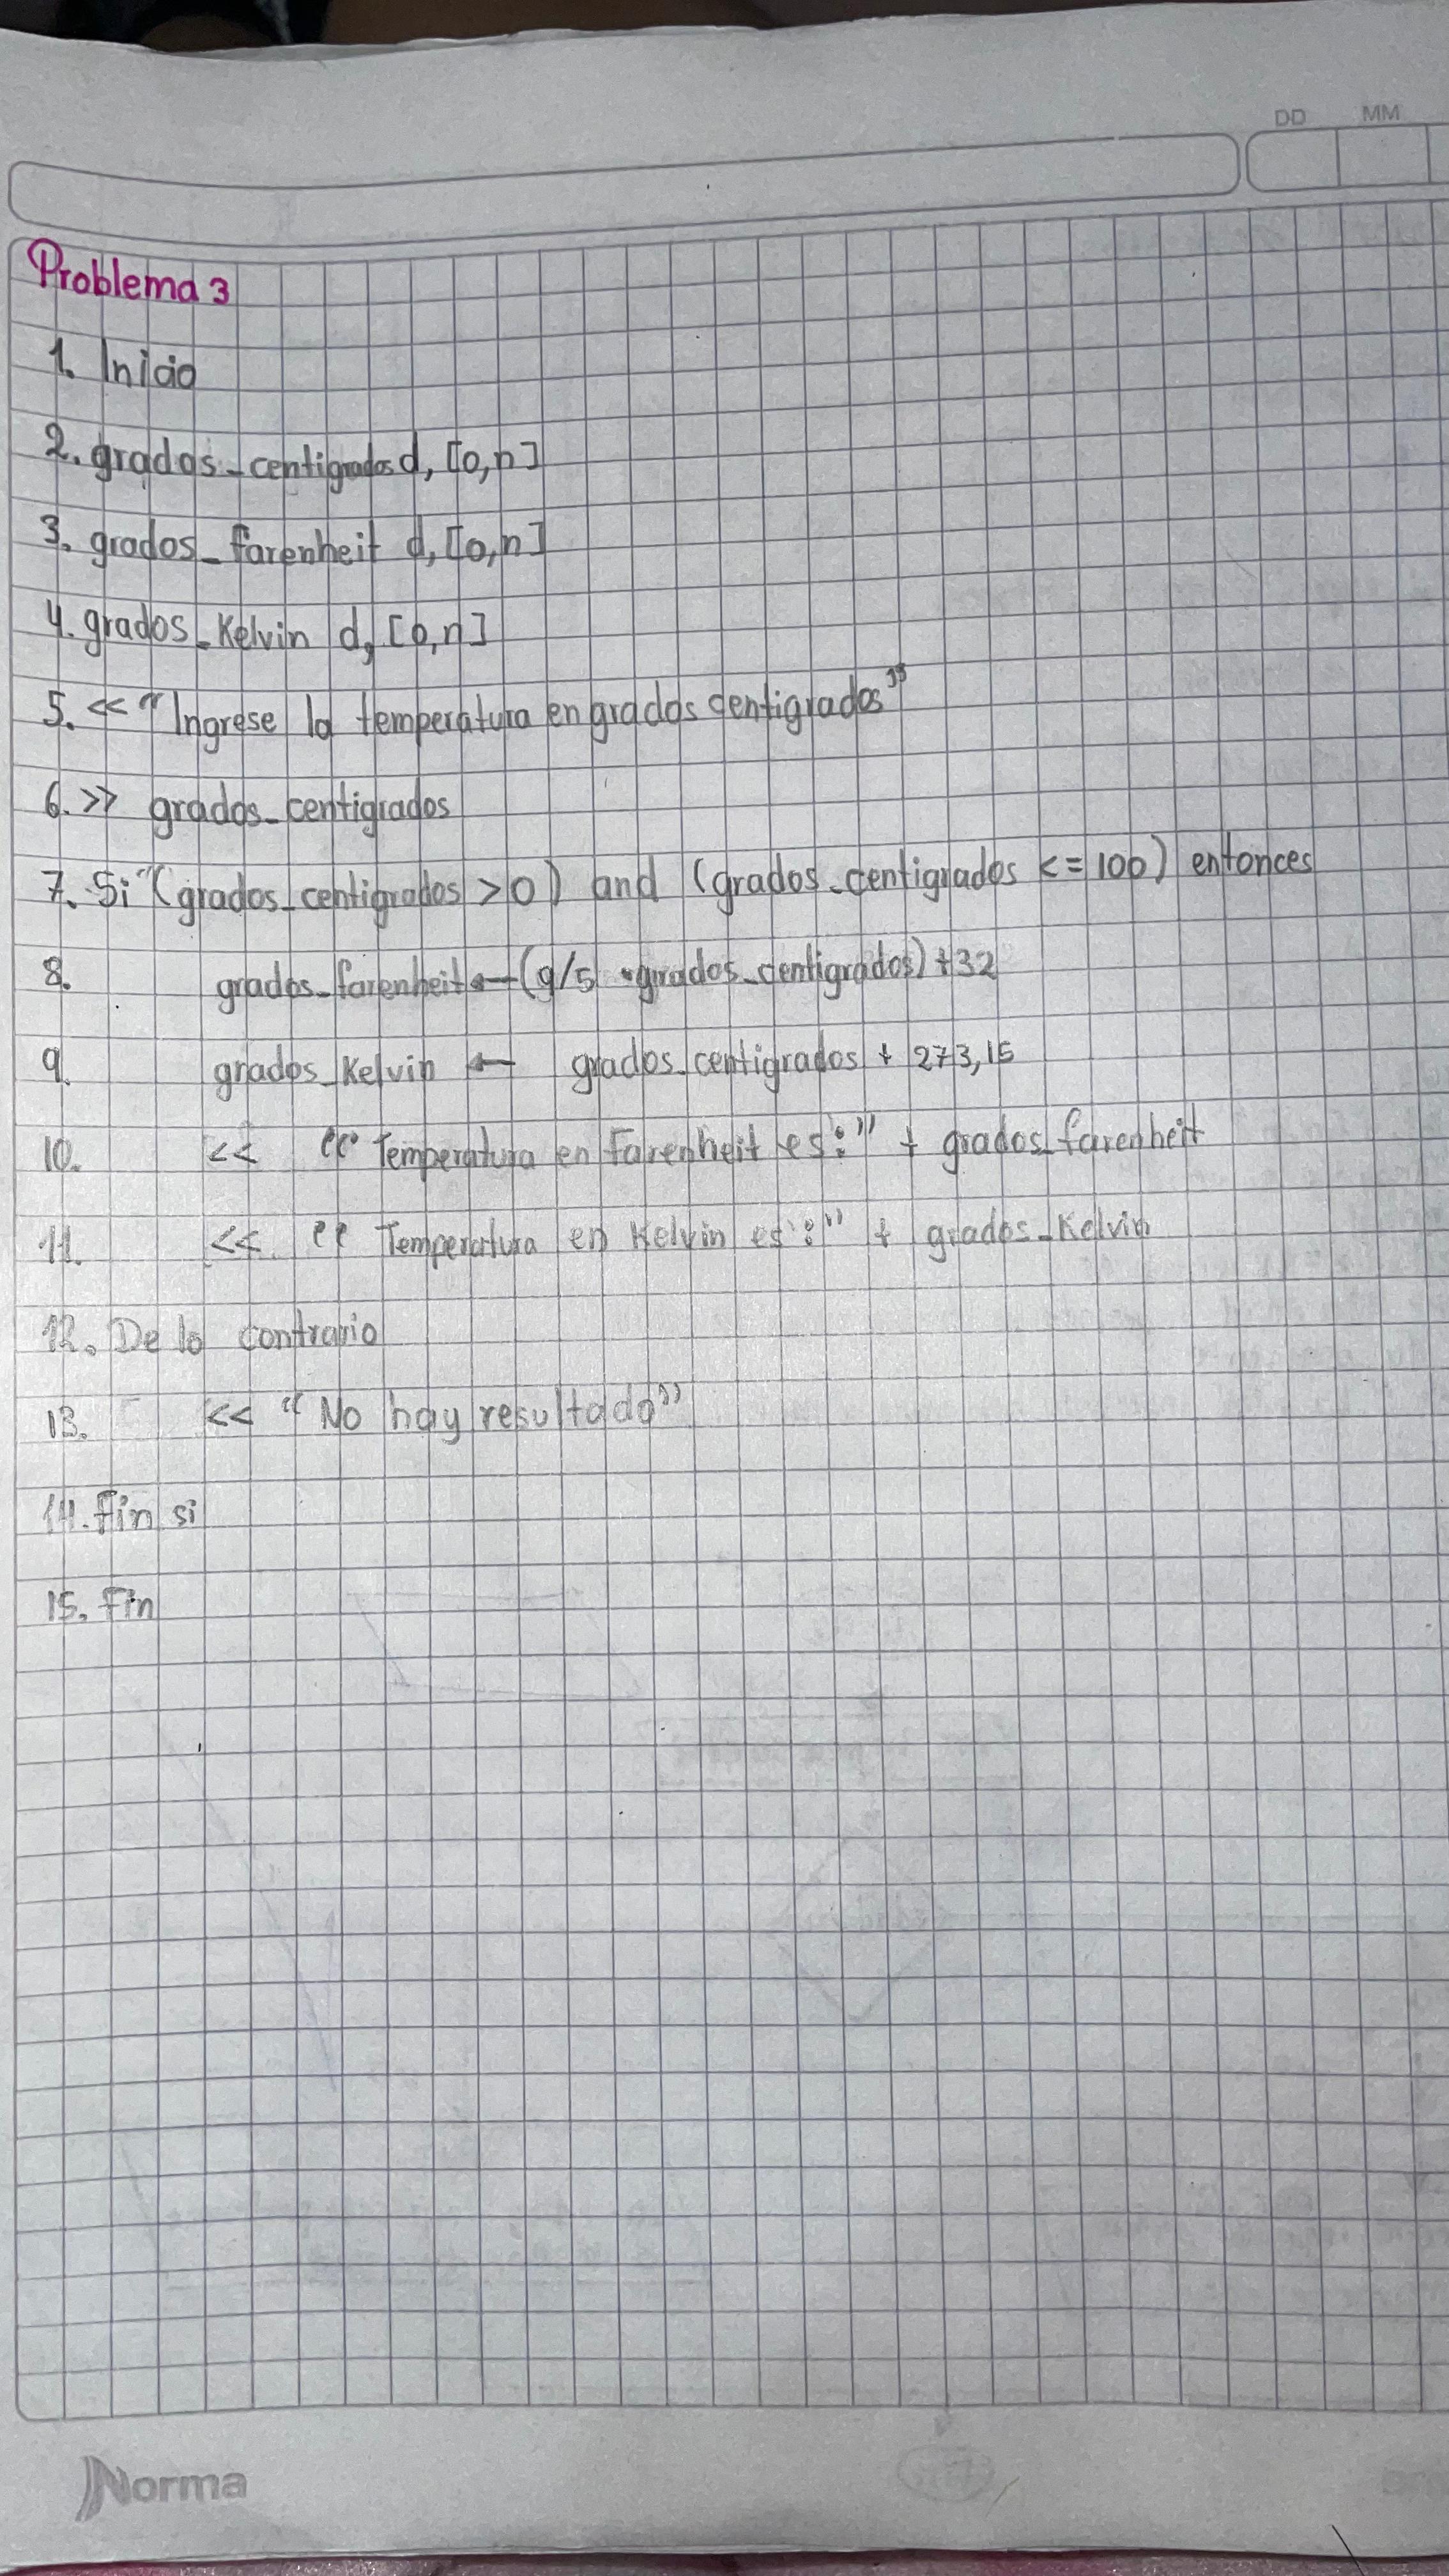 DD MM
Problema 3
1. Inicio
2. grados_centigrados d, [0,n]
3. grados_farenheit d, [0,n]
4. grados_Kelvin d, [0,n]
5. << "Ingrese la temperatura en grados centigrados"
6. >> grados_centigrados
7. Si (grados_centigrados > 0) and (grados_centigrados <= 100) entonces
8. grados_farenheit ← (9/5 * grados_centigrados) + 32
9. grados_Kelvin ← grados_centigrados + 273,15
10. << "Temperatura en Farenheit es:" + grados_farenheit
11. << "Temperatura en Kelvin es:" + grados_Kelvin
12. De lo contrario
13. << "No hay resultado"
14. Fin si
15. Fin
Norma